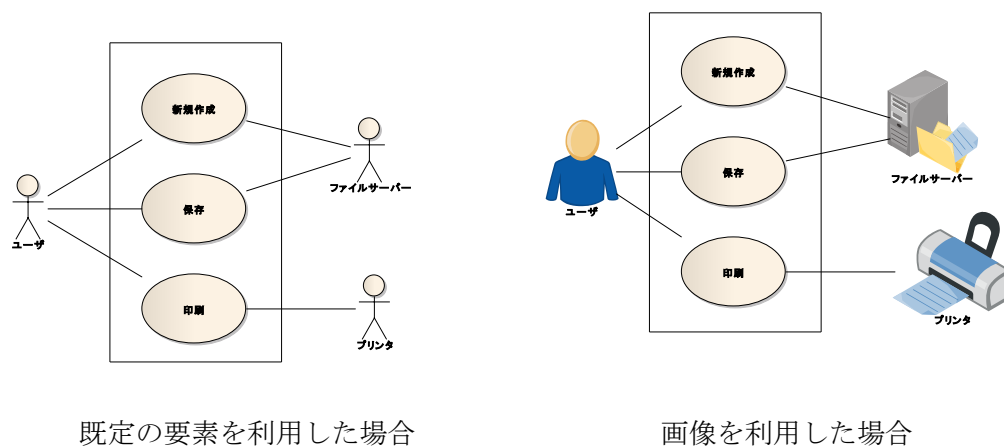 新規作成
ファイルサーバー
保存
ユーザ
印刷
プリンタ
既定の要素を利用した場合
新規作成
保存
ファイルサーバー
ユーザ
印刷
プリンタ
画像を利用した場合